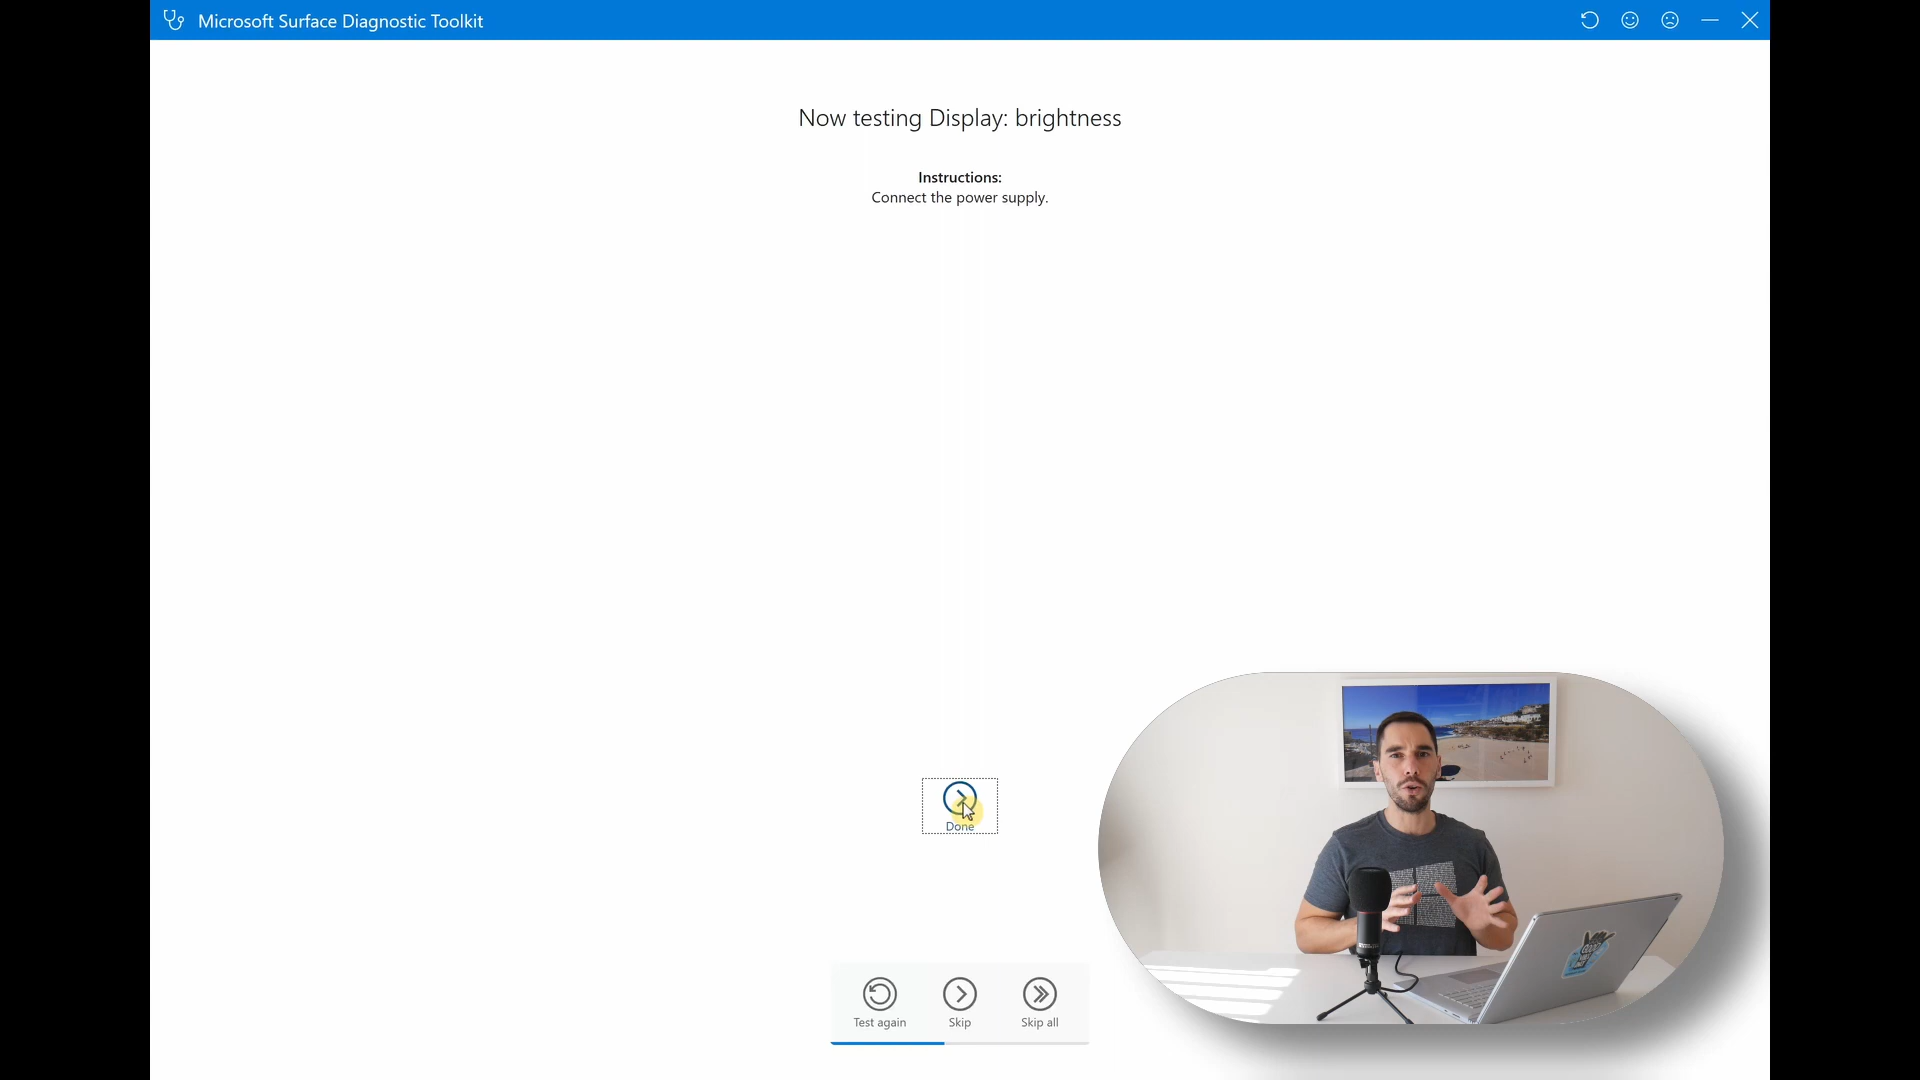 Microsoft Surface Diagnostic Toolkit
Now testing Display: brightness
Instructions:
Connect the power supply.
Done
Test again
Skip
Skip all